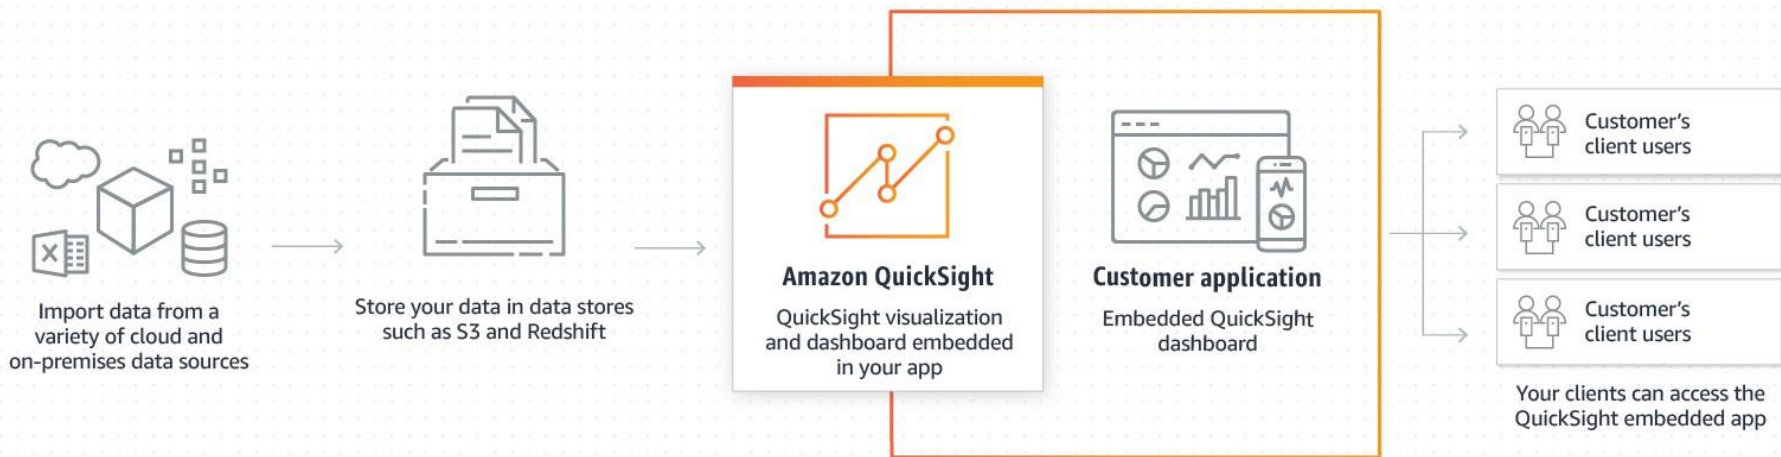 Import data from a
variety of cloud and
on-premises data sources
Store your data in data stores
such as S3 and Redshift
Amazon QuickSight
QuickSight visualization
and dashboard embedded
in your app
Customer application
Embedded QuickSight
dashboard
Customer's
client users
Customer's
client users
Customer's
client users
Your clients can access the
QuickSight embedded app